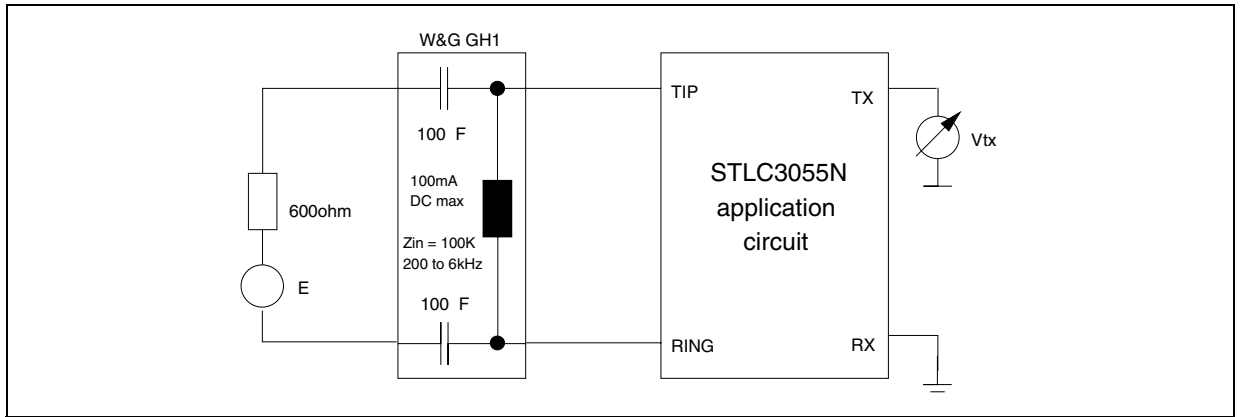 W&G GH1
TIP
TX
100 F
Vtx
100mA
DC max
STLC3055N
application
circuit
600ohm
Zin = 100K
200 to 6kHz
E
100 F
RING
RX